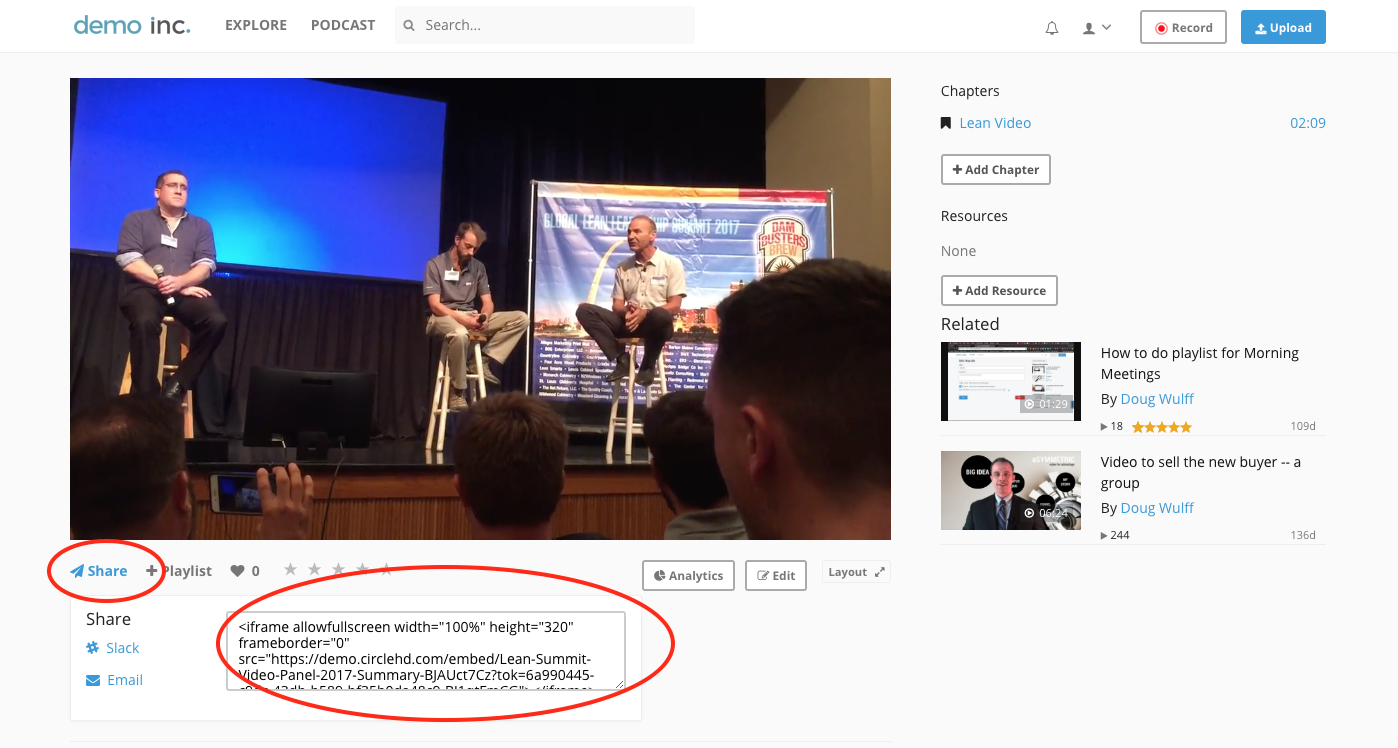 demo inc.
EXPLORE
PODCAST
Search...
Record
Upload
GLOBAL LEAN LEADERSHIP SUMMIT 2017
DAM
BUSTERS
BREW
Chapters
Lean Video
02:09
+ Add Chapter
Resources
None
+ Add Resource
Related
01:29
How to do playlist for Morning
Meetings
By Doug Wulff
18
109d
BIG IDEA
06:24
Video to sell the new buyer -- a
group
By Doug Wulff
244
136d
Share
Playlist
0
Analytics
Edit
Layout
Share
Slack
Email
<iframe allowfullscreen width="100%" height="320"
frameborder="0"
src="https://demo.circlehd.com/embed/Lean-Summit-
Video-Panel-2017-Summary-BJAUct7Cz?tok=6a990445-